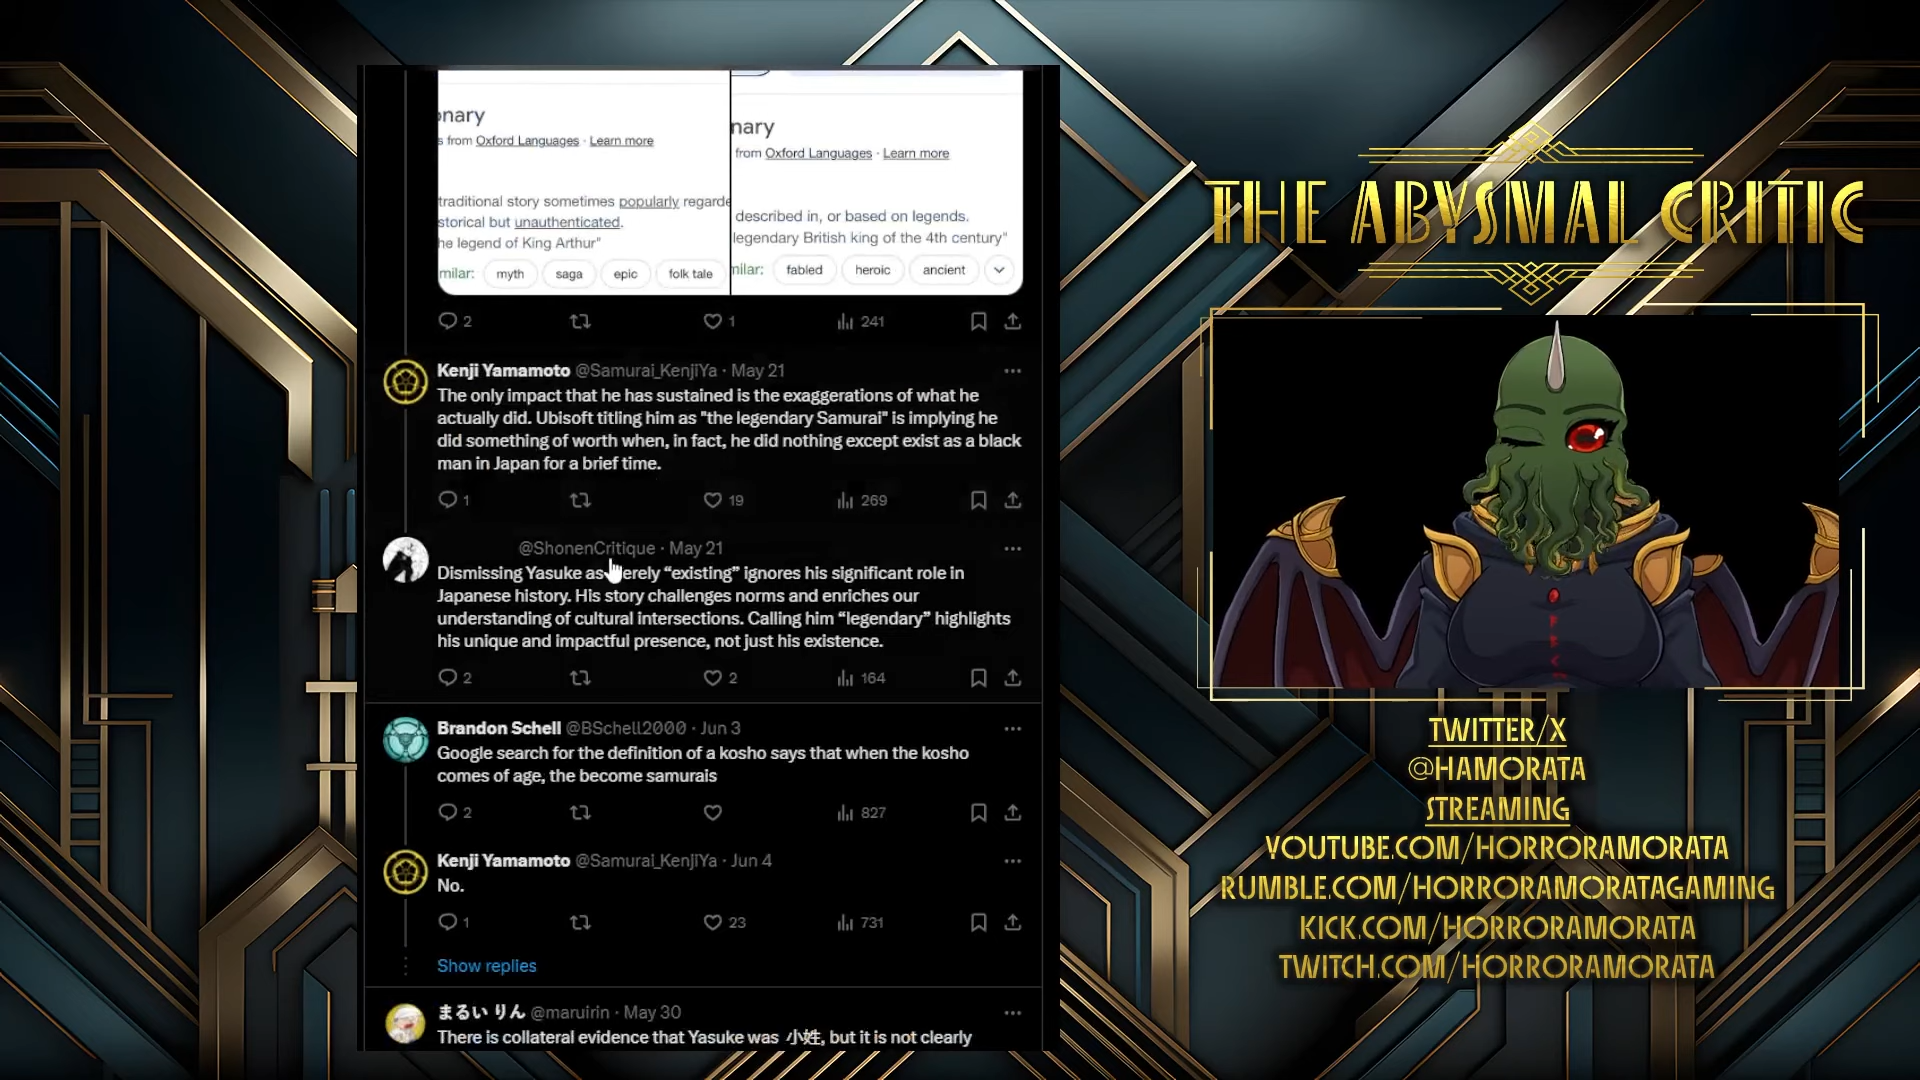 onary
nary
s from Oxford Languages · Learn more
from Oxford Languages · Learn more
traditional story sometimes popularly regarde
storical but unauthenticated.
he legend of King Arthur"
described in, or based on legends.
legendary British king of the 4th century"
milar: myth saga epic folk tale
nilar: fabled heroic ancient
2 1 241
Kenji Yamamoto @Samurai_KenjiYa · May 21
The only impact that he has sustained is the exaggerations of what he
actually did. Ubisoft titling him as "the legendary Samurai" is implying he
did something of worth when, in fact, he did nothing except exist as a black
man in Japan for a brief time.
1 19 269
@ShonenCritique · May 21
Dismissing Yasuke as merely “existing” ignores his significant role in
Japanese history. His story challenges norms and enriches our
understanding of cultural intersections. Calling him “legendary” highlights
his unique and impactful presence, not just his existence.
2 2 164
Brandon Schell @BSchell2000 · Jun 3
Google search for the definition of a kosho says that when the kosho
comes of age, the become samurais
2 827
Kenji Yamamoto @Samurai_KenjiYa · Jun 4
No.
1 23 731
Show replies
まるい りん @maruirin · May 30
There is collateral evidence that Yasuke was 小姓, but it is not clearly
THE ABYSMAL CRITIC
TWITTER/X
@HAMORATA
STREAMING
YOUTUBE.COM/HORRORAMORATA
RUMBLE.COM/HORRORAMORATAGAMING
KICK.COM/HORRORAMORATA
TWITCH.COM/HORRORAMORATA